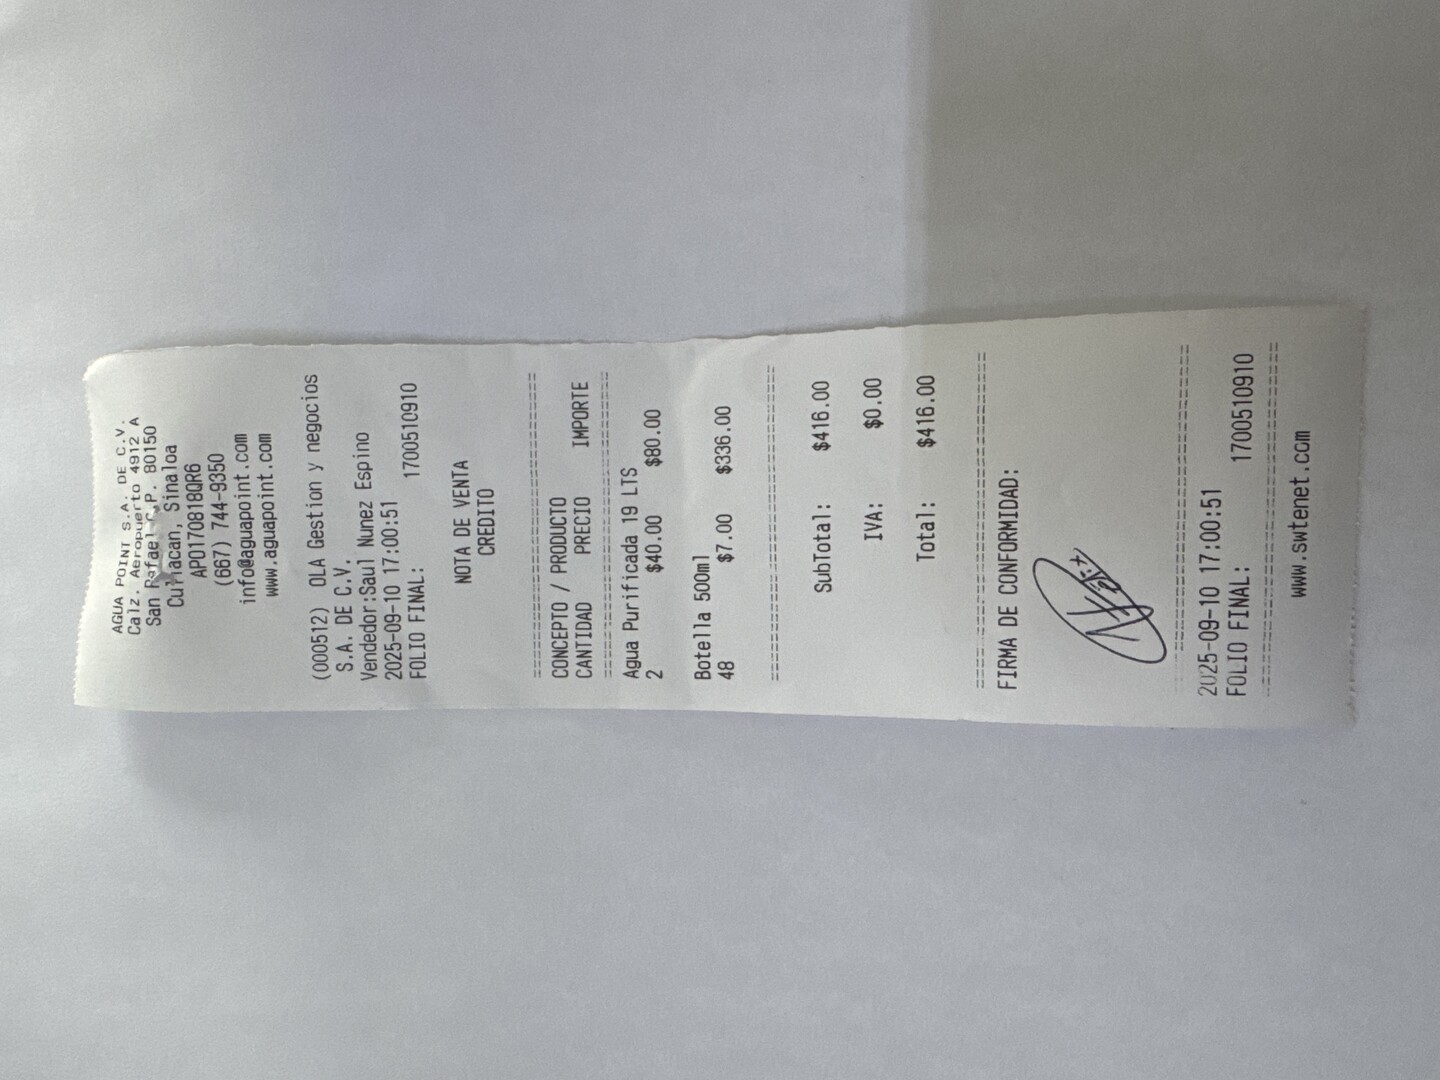 AGUA POINT S.A. DE C.V.
Calz. Aeropuerto 4912 A
San Rafael C.P. 80150
Culiacan, Sinaloa
APO170818QR6
(667) 744-9350
info@aguapoint.com
www.aguapoint.com
(000512) OLA Gestion y negocios
S.A. DE C.V.
Vendedor:Saul Nunez Espino
2025-09-10 17:00:51
FOLIO FINAL: 1700510910
NOTA DE VENTA
CREDITO
CONCEPTO / PRODUCTO
CANTIDAD PRECIO IMPORTE
Agua Purificada 19 LTS
2 $40.00 $80.00
Botella 500ml
48 $7.00 $336.00
SubTotal: $416.00
IVA: $0.00
Total: $416.00
FIRMA DE CONFORMIDAD:
2025-09-10 17:00:51
FOLIO FINAL: 1700510910
www.swtenet.com